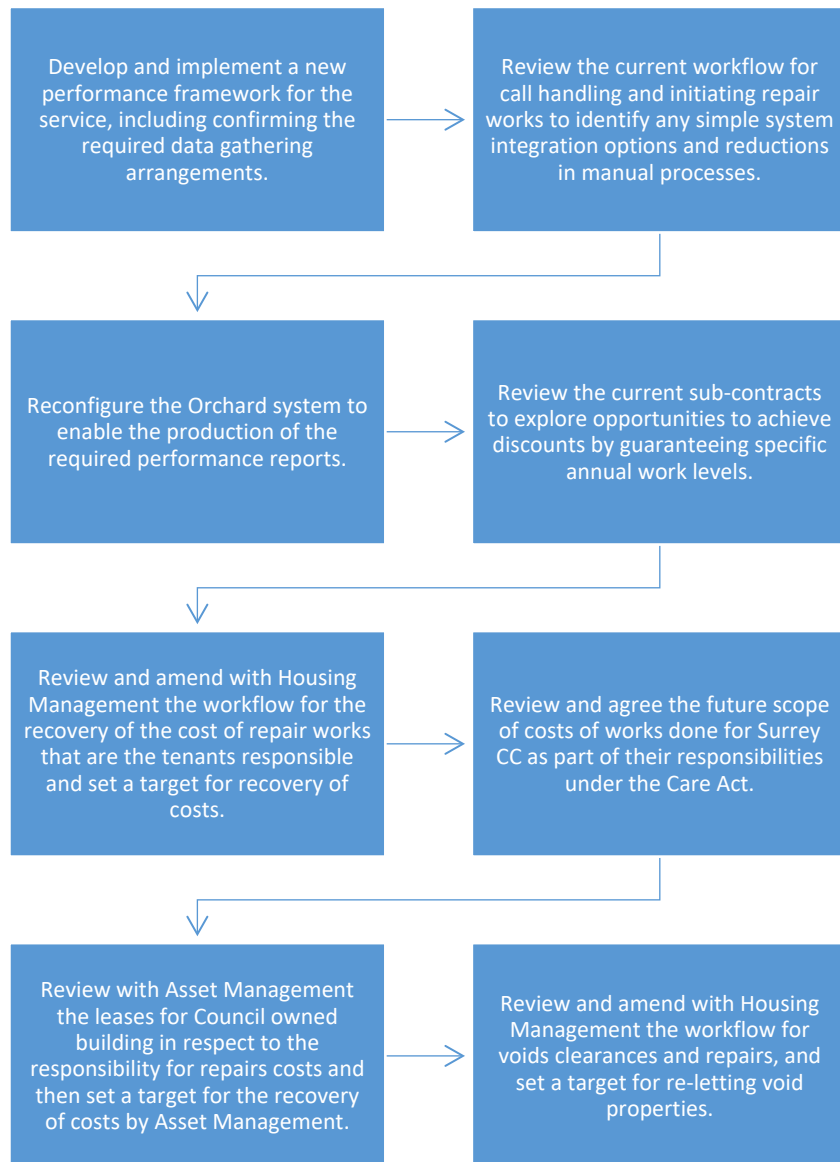 Develop and implement a new
performance framework for the
service, including confirming the
required data gathering
arrangements.
Review the current workflow for
call handling and initiating repair
works to identify any simple system
integration options and reductions
in manual processes.
Reconfigure the Orchard system to
enable the production of the
required performance reports.
Review the current sub-contracts
to explore opportunities to achieve
discounts by guaranteeing specific
annual work levels.
Review and amend with Housing
Management the workflow for the
recovery of the cost of repair works
that are the tenants responsible
and set a target for recovery of
costs.
Review and agree the future scope
of costs of works done for Surrey
CC as part of their responsibilities
under the Care Act.
Review with Asset Management
the leases for Council owned
building in respect to the
responsibility for repairs costs and
then set a target for the recovery
of costs by Asset Management.
Review and amend with Housing
Management the workflow for
voids clearances and repairs, and
set a target for re-letting void
properties.